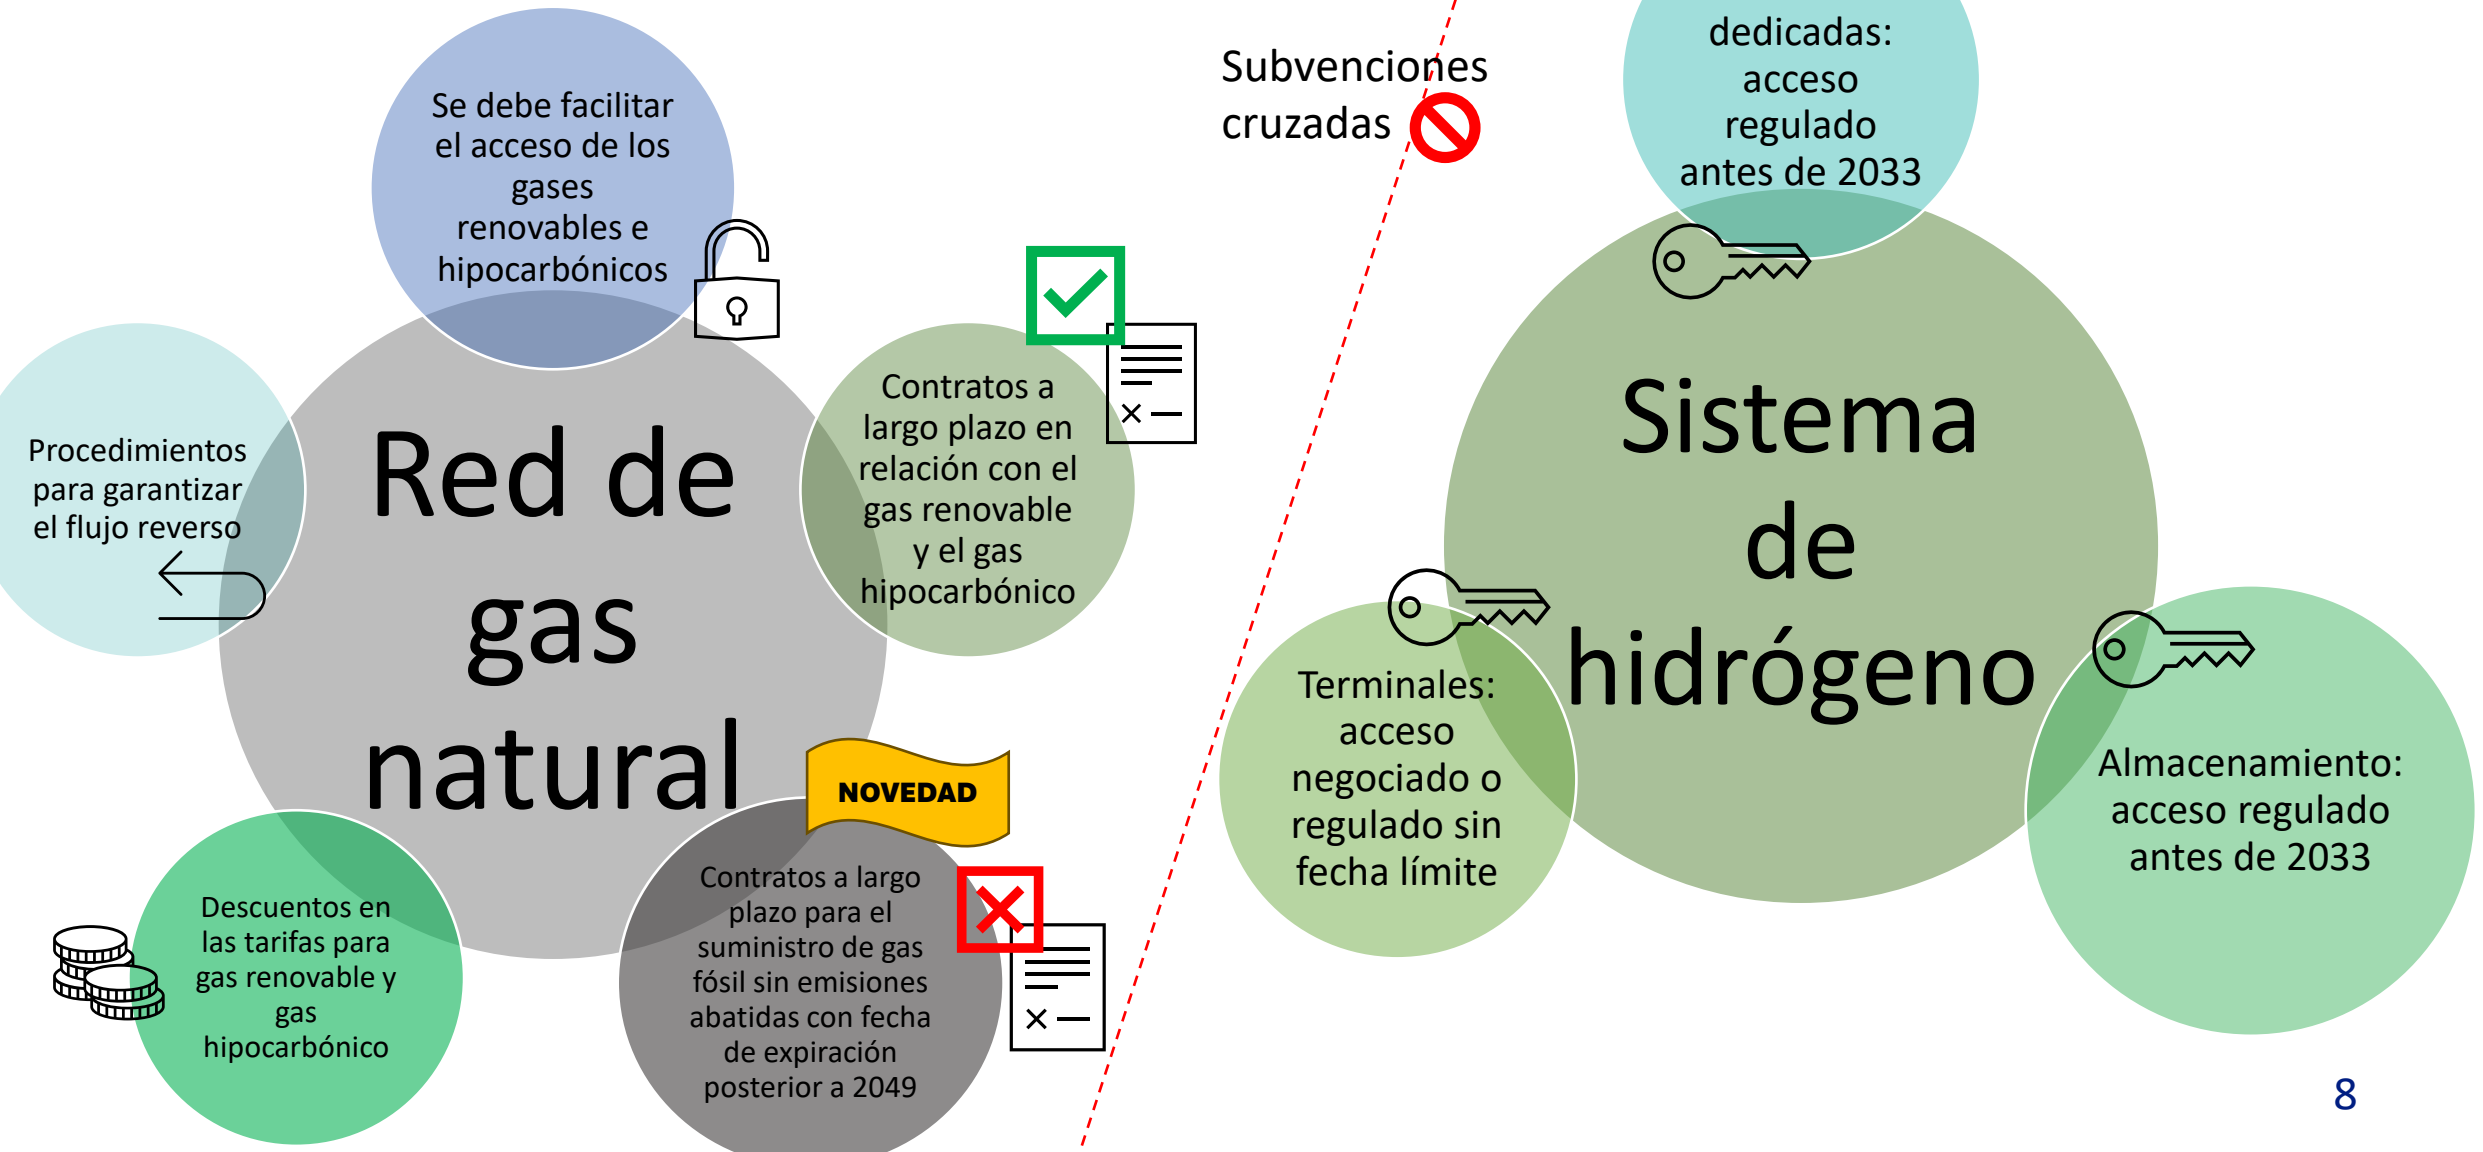 Se debe facilitar
el acceso de los
gases
renovables e
hipocarbónicos
Procedimientos
para garantizar
el flujo reverso
Red de
gas
natural
Contratos a
largo plazo en
relación con el
gas renovable
y el gas
hipocarbónico
Descuentos en
las tarifas para
gas renovable y
gas
hipocarbónico
NOVEDAD
Contratos a largo
plazo para el
suministro de gas
fósil sin emisiones
abatidas con fecha
de expiración
posterior a 2049
Subvenciones
cruzadas
dedicadas:
acceso
regulado
antes de 2033
Sistema
de
hidrógeno
Terminales:
acceso
negociado o
regulado sin
fecha límite
Almacenamiento:
acceso regulado
antes de 2033
8